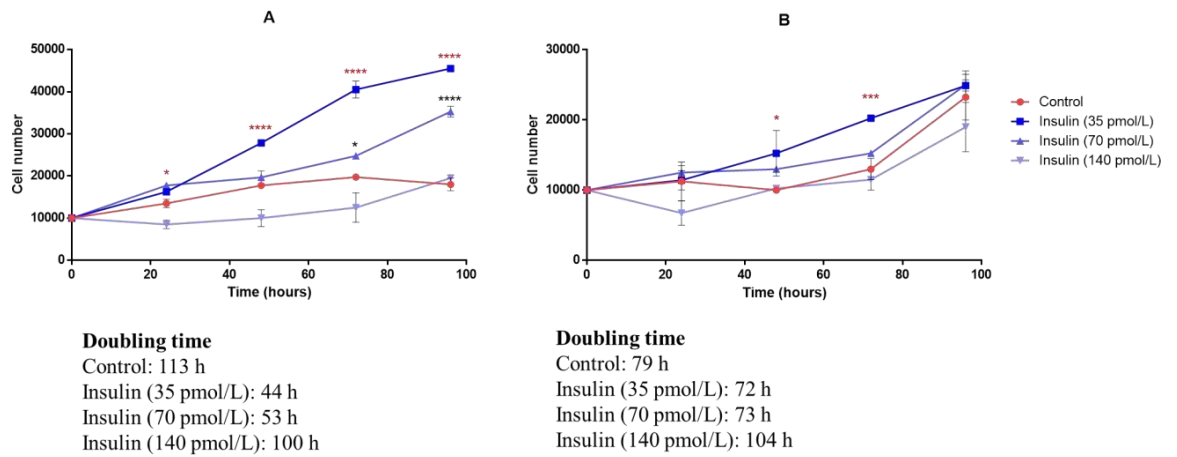 A
50000
40000
30000
20000
10000
0
Cell number
* **** **** ****
* ****
0 20 40 60 80 100
Time (hours)
B
30000
20000
10000
0
Cell number
* ***
0 20 40 60 80 100
Time (hours)
Control
Insulin (35 pmol/L)
Insulin (70 pmol/L)
Insulin (140 pmol/L)
Doubling time
Control: 113 h
Insulin (35 pmol/L): 44 h
Insulin (70 pmol/L): 53 h
Insulin (140 pmol/L): 100 h
Doubling time
Control: 79 h
Insulin (35 pmol/L): 72 h
Insulin (70 pmol/L): 73 h
Insulin (140 pmol/L): 104 h